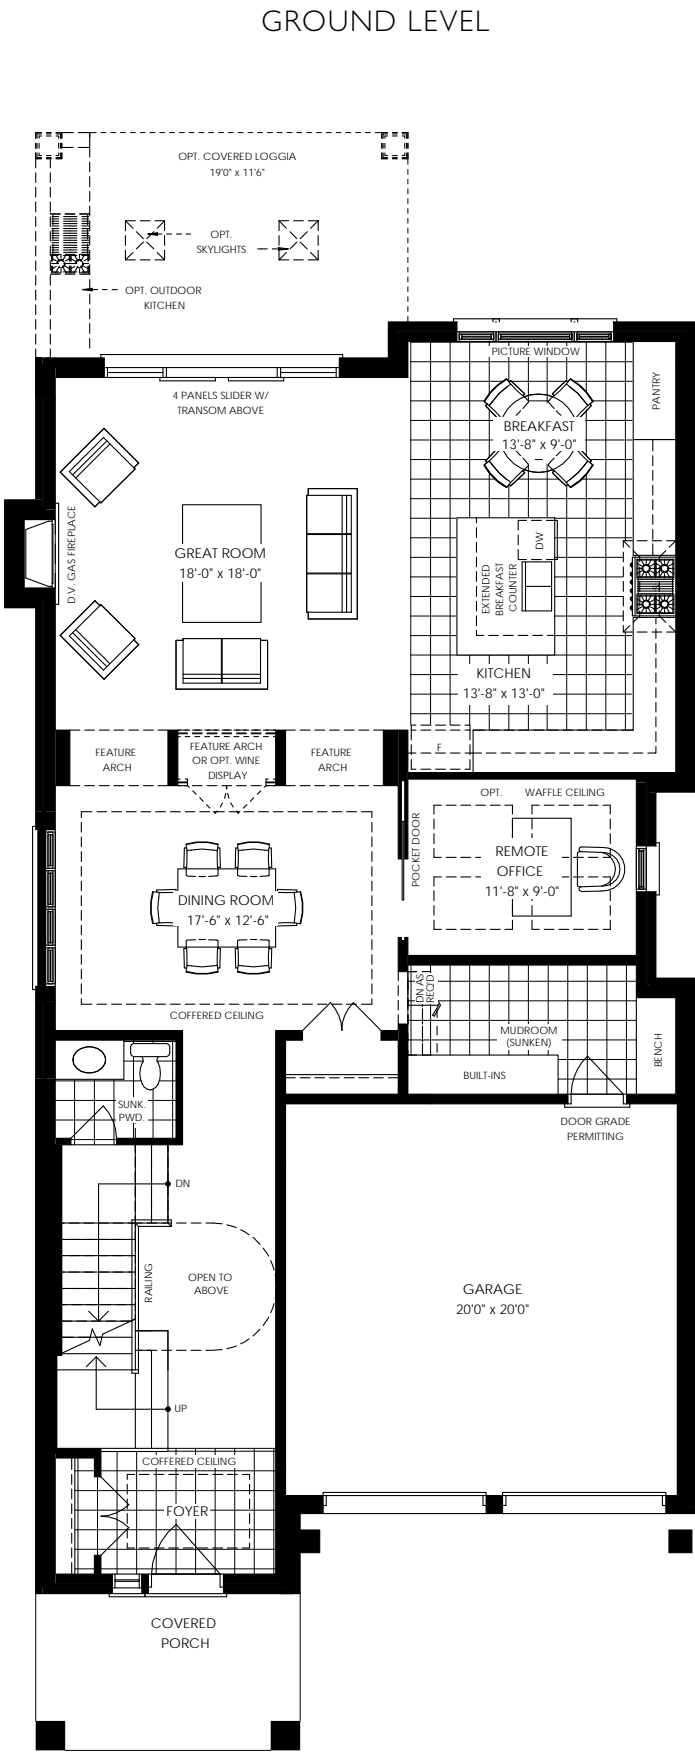 GROUND LEVEL
OPT. COVERED LOGGIA
19'0" x 11'6"
OPT.
SKYLIGHTS
OPT. OUTDOOR
KITCHEN
PICTURE WINDOW
4 PANELS SLIDER W/
TRANSOM ABOVE
PANTRY
BREAKFAST
13'-8" x 9'-0"
D.V. GAS FIREPLACE
GREAT ROOM
18'-0" x 18'-0"
DW
EXTENDED
BREAKFAST
COUNTER
KITCHEN
13'-8" x 13'-0"
FEATURE
ARCH
FEATURE ARCH
OR OPT. WINE
DISPLAY
FEATURE
ARCH
F
OPT. WAFFLE CEILING
POCKET DOOR
REMOTE
OFFICE
11'-8" x 9'-0"
DINING ROOM
17'-6" x 12'-6"
COFFERED CEILING
DN AS
REQ'D
MUDROOM
(SUNKEN)
BENCH
BUILT-INS
SUNK.
PWD.
DOOR GRADE
PERMITTING
DN
RAILING
OPEN TO
ABOVE
GARAGE
20'0" x 20'0"
UP
COFFERED CEILING
FOYER
COVERED
PORCH